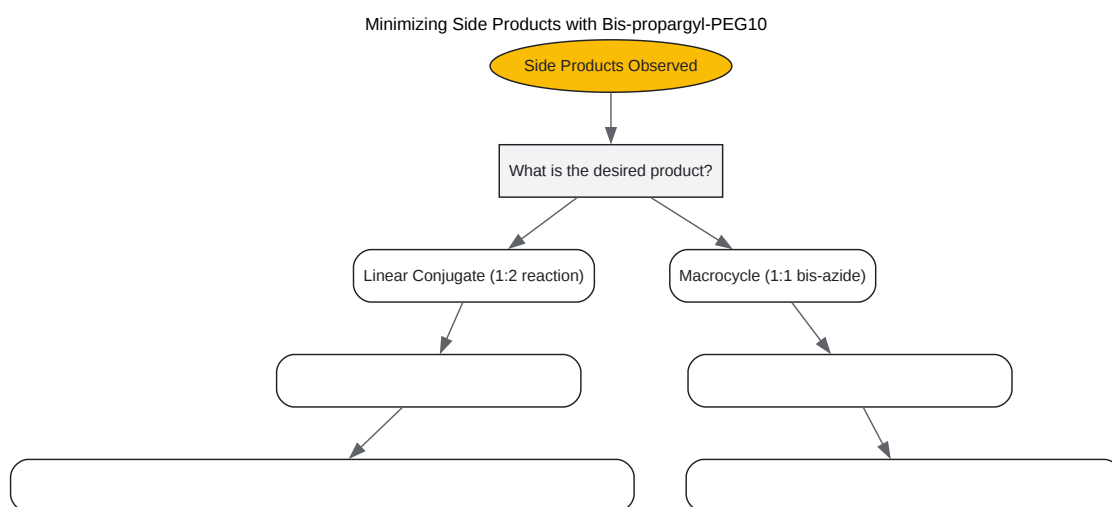 Minimizing Side Products with Bis-propargyl-PEG10
Side Products Observed
What is the desired product?
Linear Conjugate (1:2 reaction)
Macrocycle (1:1 bis-azide)